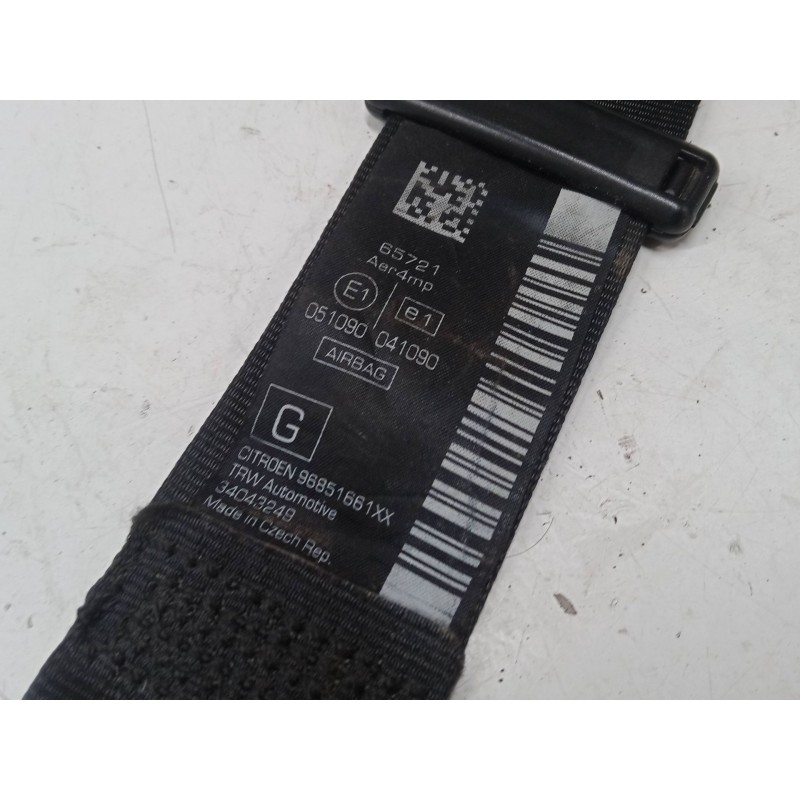 65721
Aer4mp
E1 e1
051090 041090
AIRBAG
G
CITROEN 96851661XX
TRW Automotive
34043249
Made in Czech Rep.